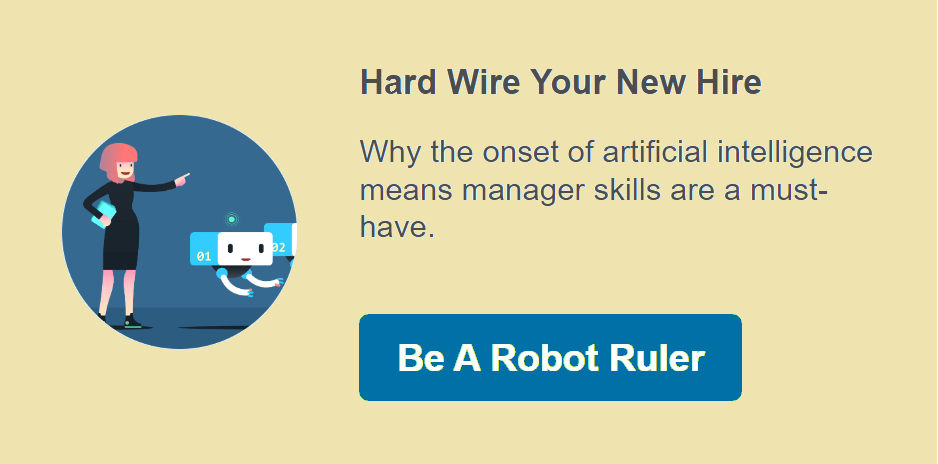 Hard Wire Your New Hire
Why the onset of artificial intelligence
means manager skills are a must-
have.
01
02
Be A Robot Ruler